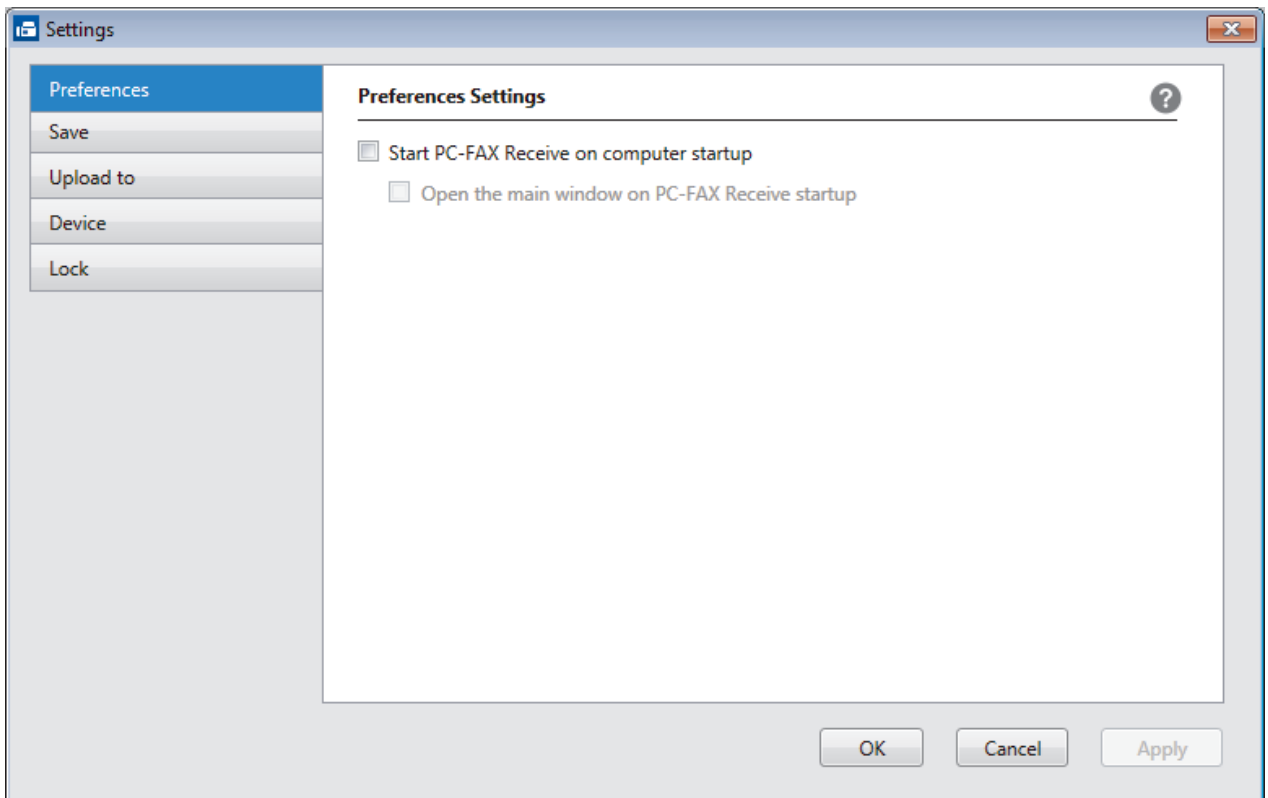 Settings
Preferences
Save
Upload to
Device
Lock
Preferences Settings
?
Start PC-FAX Receive on computer startup
Open the main window on PC-FAX Receive startup
OK
Cancel
Apply